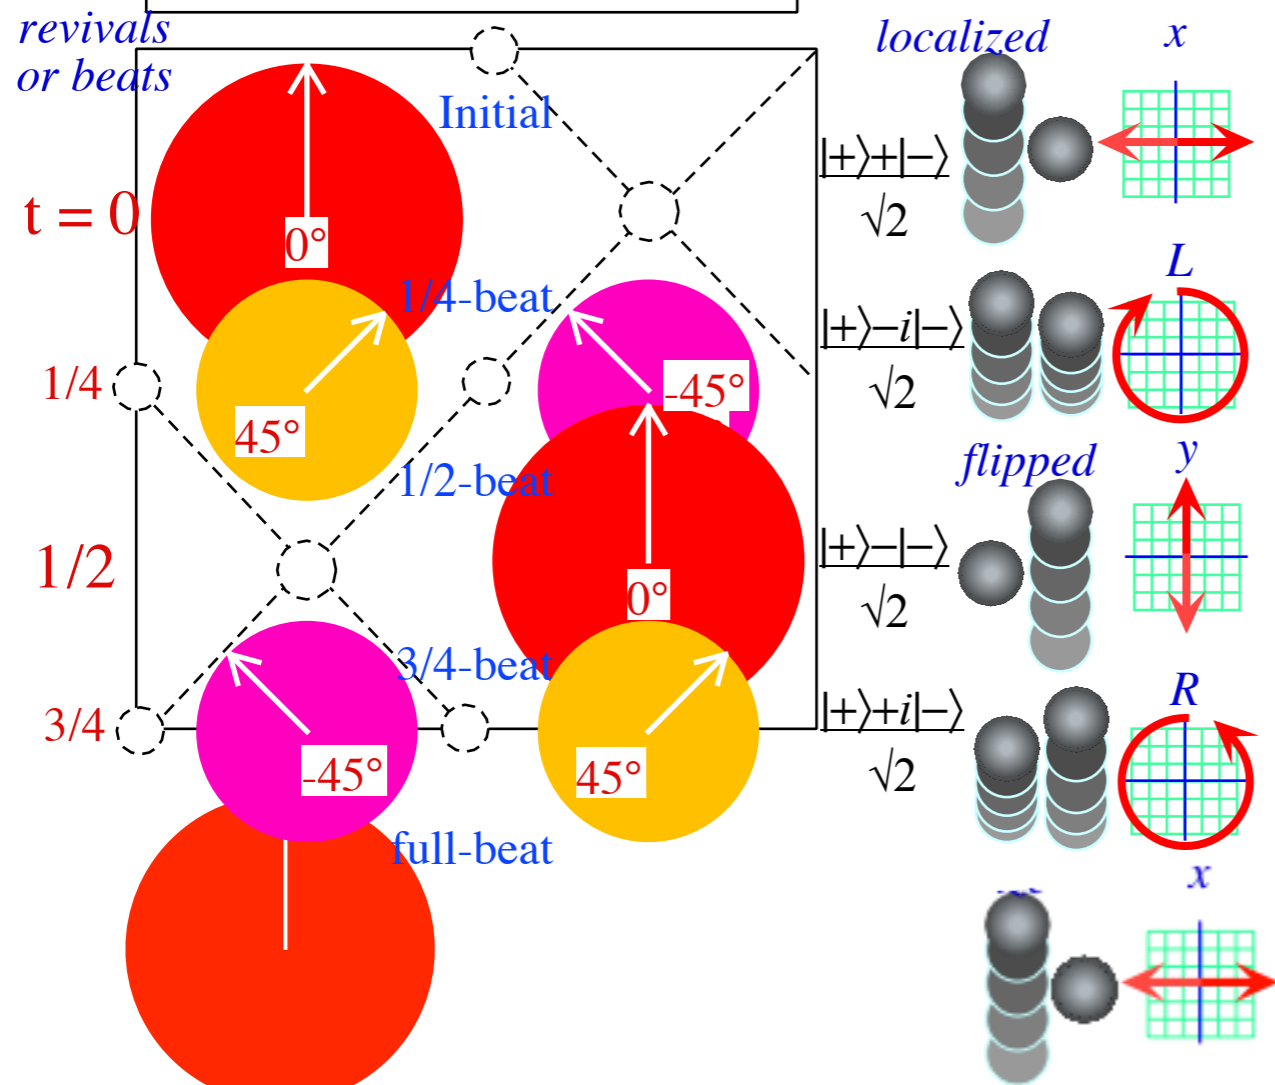 revivals
or beats
localized
x
Initial
|+⟩+|−⟩
√2
t = 0
0°
L
1/4-beat
|+⟩−i|−⟩
√2
1/4
-45°
45°
flipped
y
1/2-beat
|+⟩−|−⟩
√2
1/2
0°
3/4-beat
R
|+⟩+i|−⟩
√2
3/4
-45°
45°
full-beat
x